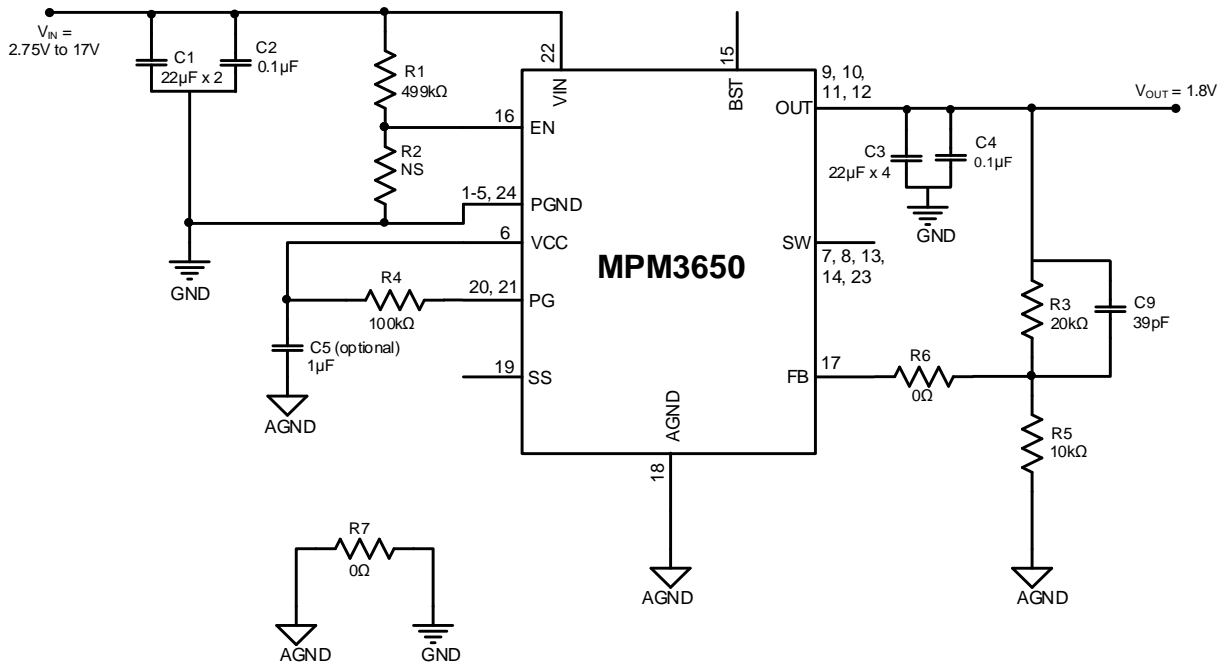 V_IN =
2.75V to 17V
C1
22µF x 2
C2
0.1µF
R1
499kΩ
R2
NS
22
VIN
15
BST
9, 10,
11, 12
OUT
V_OUT = 1.8V
16
EN
C3
22µF x 4
C4
0.1µF
GND
1-5, 24
PGND
6
VCC
SW
7, 8, 13,
14, 23
MPM3650
GND
R4
100kΩ
20, 21
PG
R3
20kΩ
C9
39pF
C5 (optional)
1µF
AGND
19
SS
FB
17
R6
0Ω
R5
10kΩ
AGND
18
AGND
AGND
R7
0Ω
AGND
GND